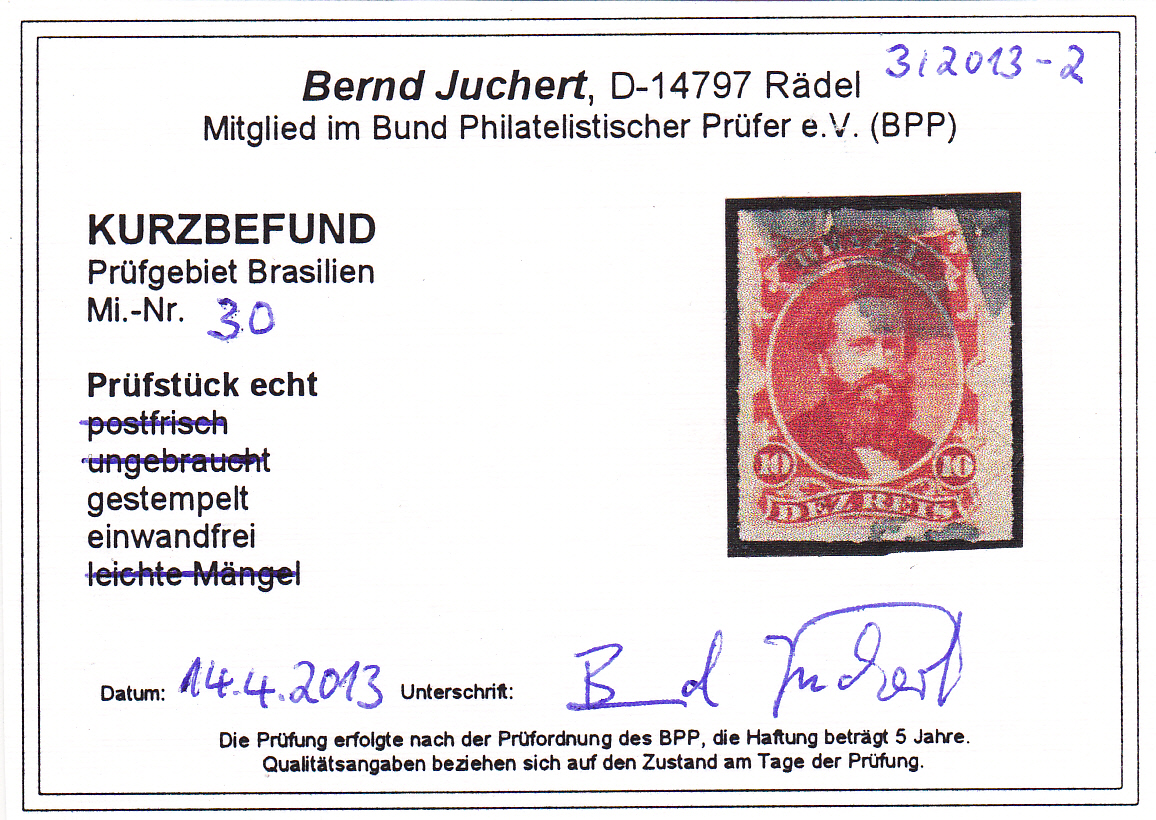 3/2013-2
Bernd Juchert, D-14797 Rädel
Mitglied im Bund Philatelistischer Prüfer e.V. (BPP)
KURZBEFUND
Prüfgebiet Brasilien
Mi.-Nr. 30
Prüfstück echt
postfrisch
ungebraucht
gestempelt
einwandfrei
leichte Mängel
10 10
DEZ REIS
Datum: 14.4.2013 Unterschrift: B d Juchert
Die Prüfung erfolgte nach der Prüfordnung des BPP, die Haftung beträgt 5 Jahre.
Qualitätsangaben beziehen sich auf den Zustand am Tage der Prüfung.